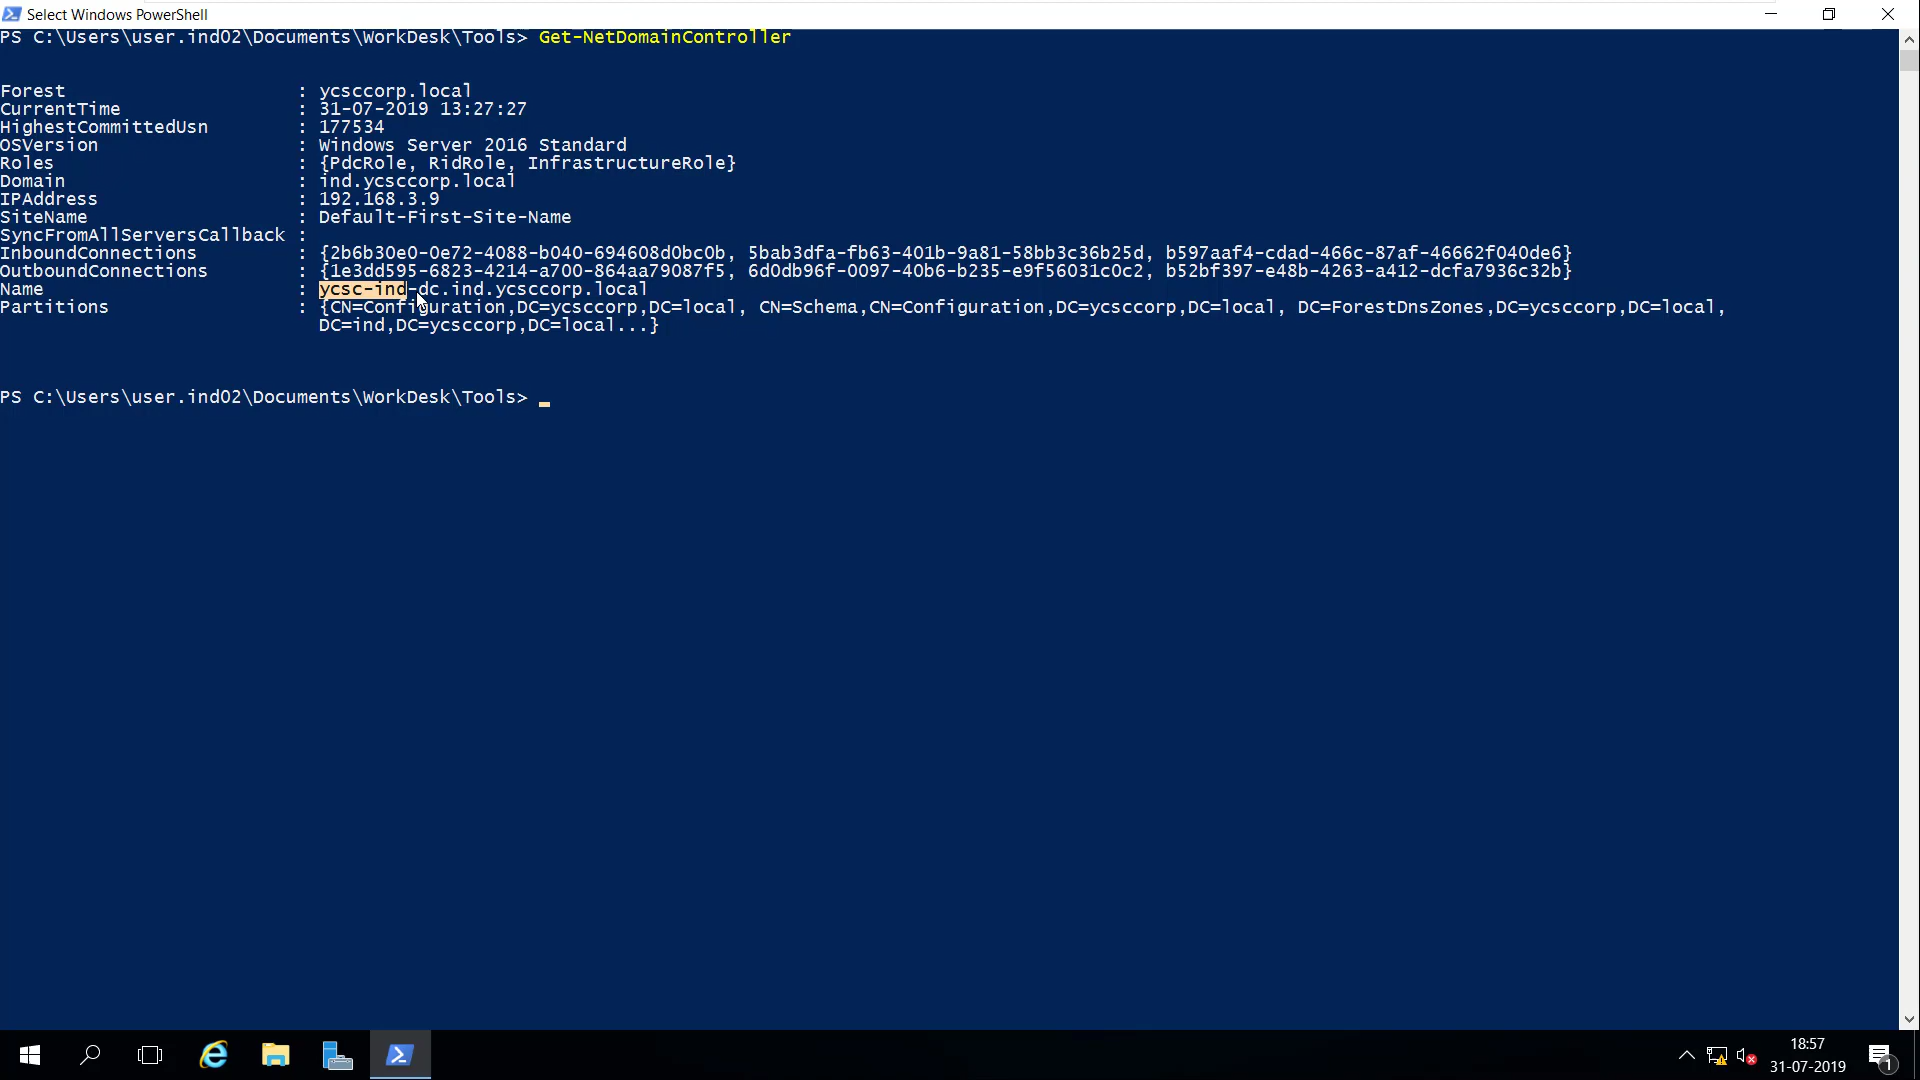 Select Windows PowerShell
PS C:\Users\user.ind02\Documents\WorkDesk\Tools> Get-NetDomainController
Forest : ycsccorp.local
CurrentTime : 31-07-2019 13:27:27
HighestCommittedUsn : 177534
OSVersion : Windows Server 2016 Standard
Roles : {PdcRole, RidRole, InfrastructureRole}
Domain : ind.ycsccorp.local
IPAddress : 192.168.3.9
SiteName : Default-First-Site-Name
SyncFromAllServersCallback :
InboundConnections : {2b6b30e0-0e72-4088-b040-694608d0bc0b, 5bab3dfa-fb63-401b-9a81-58bb3c36b25d, b597aaf4-cdad-466c-87af-46662f040de6}
OutboundConnections : {1e3dd595-6823-4214-a700-864aa79087f5, 6d0db96f-0097-40b6-b235-e9f56031c0c2, b52bf397-e48b-4263-a412-dcfa7936c32b}
Name : ycsc-ind-dc.ind.ycsccorp.local
Partitions : {CN=Configuration,DC=ycsccorp,DC=local, CN=Schema,CN=Configuration,DC=ycsccorp,DC=local, DC=ForestDnsZones,DC=ycsccorp,DC=local,
DC=ind,DC=ycsccorp,DC=local...}
PS C:\Users\user.ind02\Documents\WorkDesk\Tools>
18:57
31-07-2019
1